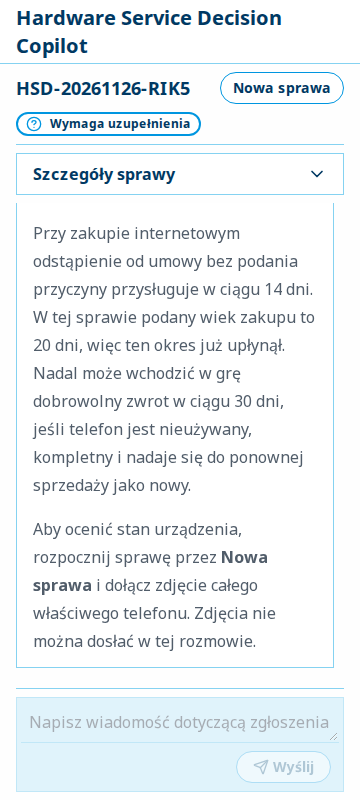 Hardware Service Decision
Copilot
HSD-20261126-RIK5
Nowa sprawa
Wymaga uzupełnienia
Szczegóły sprawy
Przy zakupie internetowym
odstąpienie od umowy bez podania
przyczyny przysługuje w ciągu 14 dni.
W tej sprawie podany wiek zakupu to
20 dni, więc ten okres już upłynął.
Nadal może wchodzić w grę
dobrowolny zwrot w ciągu 30 dni,
jeśli telefon jest nieużywany,
kompletny i nadaje się do ponownej
sprzedaży jako nowy.
Aby ocenić stan urządzenia,
rozpocznij sprawę przez Nowa
sprawa i dołącz zdjęcie całego
właściwego telefonu. Zdjęcia nie
można dosłać w tej rozmowie.
Napisz wiadomość dotyczącą zgłoszenia
Wyślij